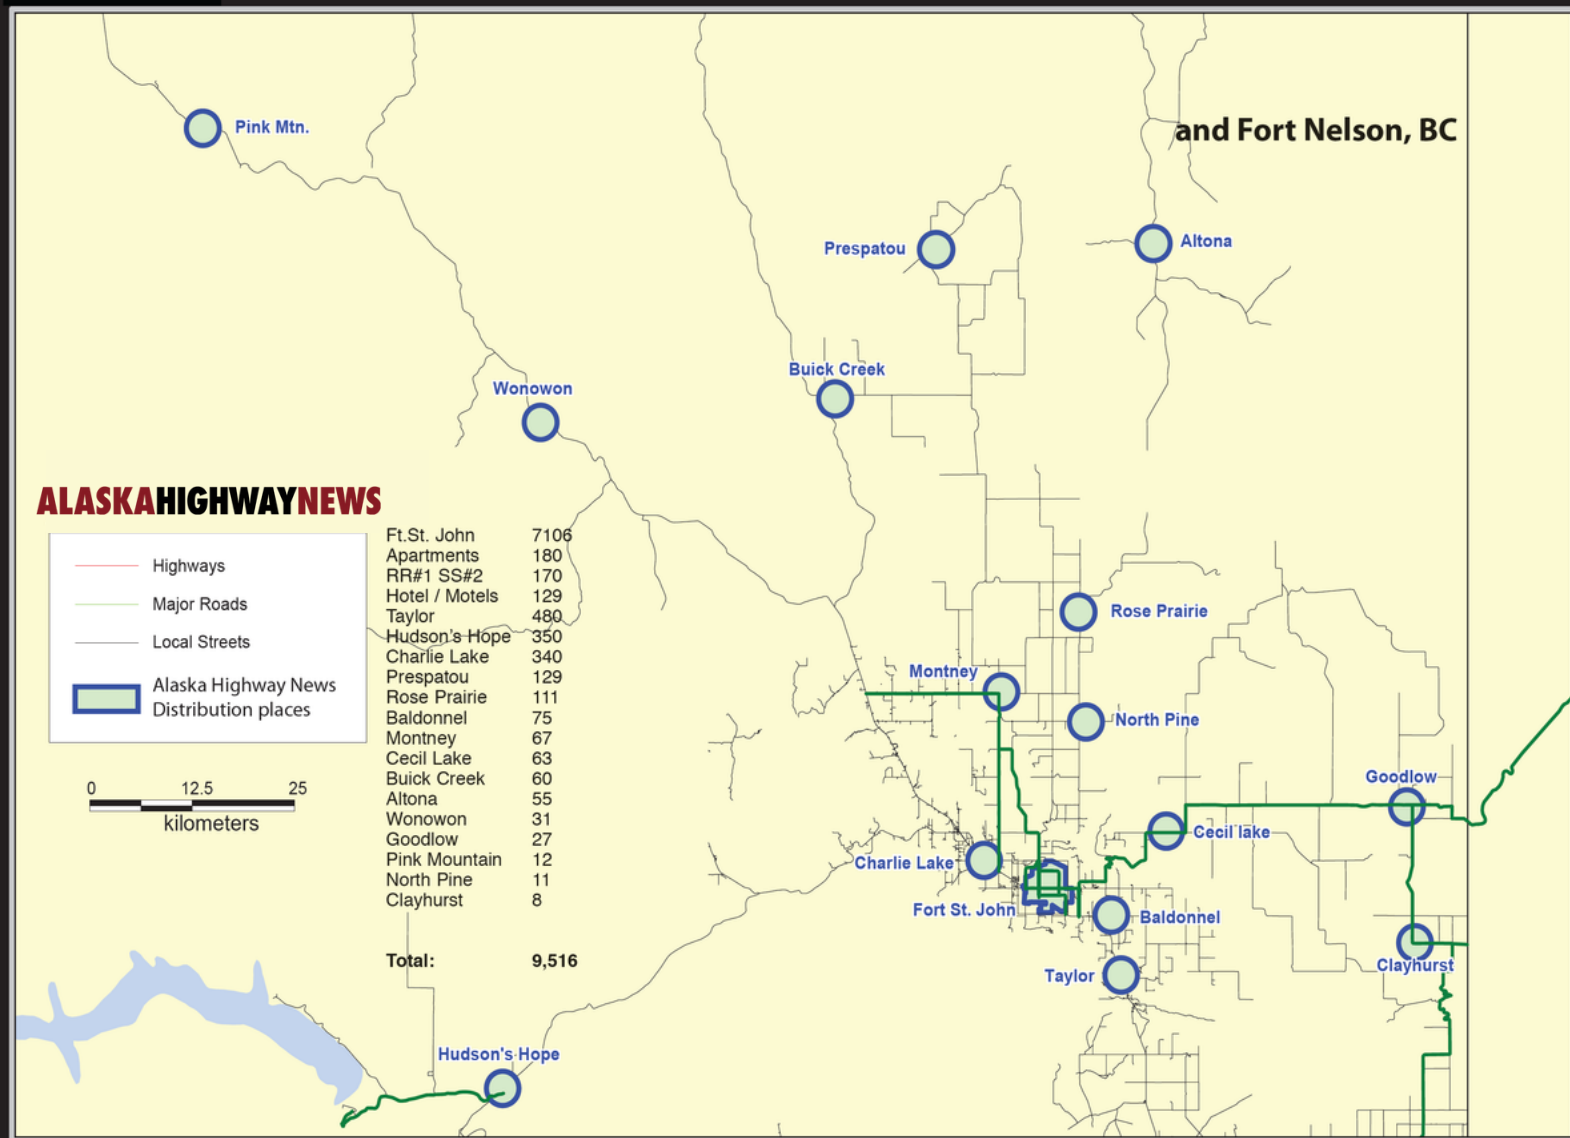 Pink Mtn.
and Fort Nelson, BC
Prespatou
Altona
Buick Creek
Wonowon
ALASKAHIGHWAYNEWS
Highways
Major Roads
Local Streets
Alaska Highway News
Distribution places
0 12.5 25
kilometers
Ft.St. John 7106
Apartments 180
RR#1 SS#2 170
Hotel / Motels 129
Taylor 480
Hudson's Hope 350
Charlie Lake 340
Prespatou 129
Rose Prairie 111
Baldonnel 75
Montney 67
Cecil Lake 63
Buick Creek 60
Altona 55
Wonowon 31
Goodlow 27
Pink Mountain 12
North Pine 11
Clayhurst 8
Total: 9,516
Rose Prairie
Montney
North Pine
Goodlow
Cecil lake
Charlie Lake
Fort St. John
Baldonnel
Clayhurst
Taylor
Hudson's Hope